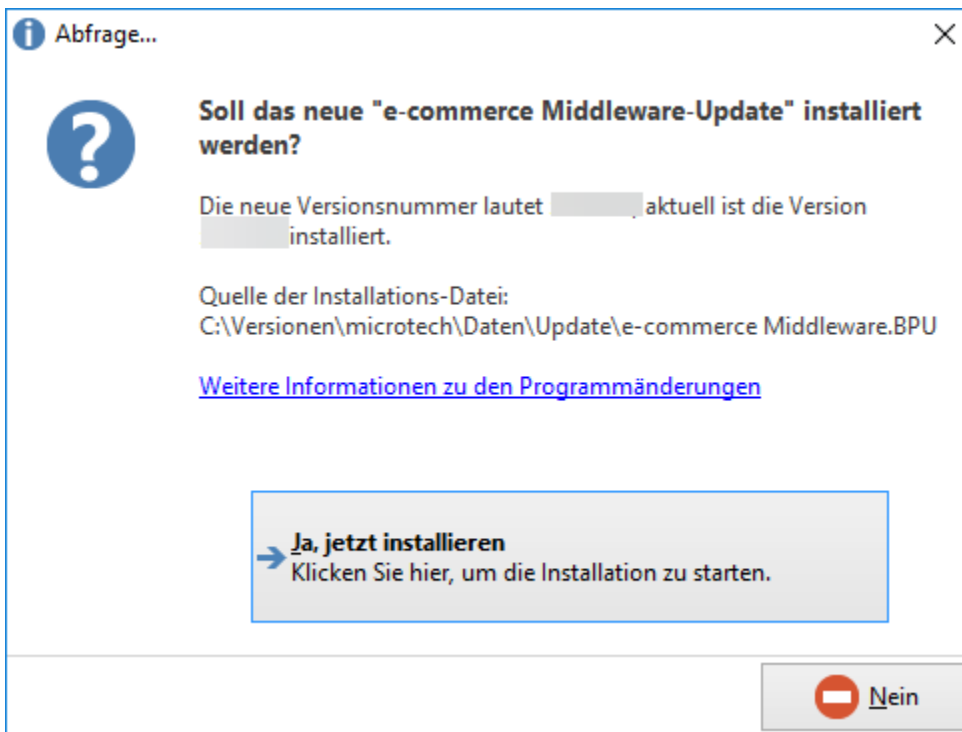 Abfrage...
Soll das neue "e-commerce Middleware-Update" installiert
werden?
Die neue Versionsnummer lautet , aktuell ist die Version
installiert.
Quelle der Installations-Datei:
C:\Versionen\microtech\Daten\Update\e-commerce Middleware.BPU
Weitere Informationen zu den Programmänderungen
Ja, jetzt installieren
Klicken Sie hier, um die Installation zu starten.
Nein